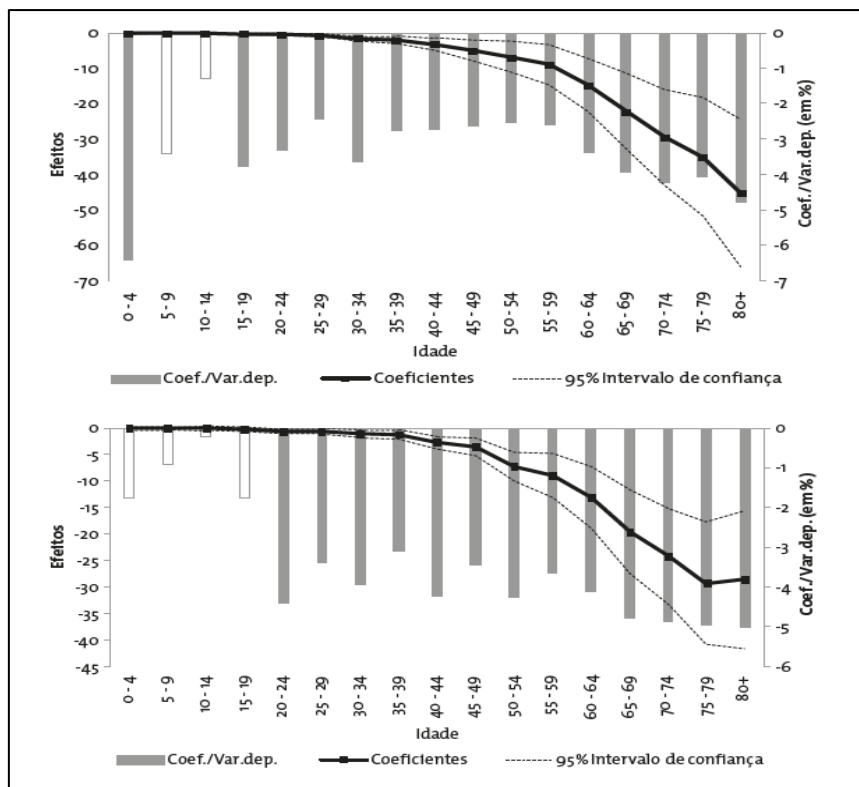 Efeitos
0
-10
-20
-30
-40
-50
-60
-70
0
-1
-2
-3
-4
-5
-6
-7
Coef./Var.dep. (em %)
0 - 4
5 - 9
10 - 14
15 - 19
20 - 24
25 - 29
30 - 34
35 - 39
40 - 44
45 - 49
50 - 54
55 - 59
60 - 64
65 - 69
70 - 74
75 - 79
80+
Idade
Coef./Var.dep. Coeficientes 95% Intervalo de confiança
Efeitos
0
-5
-10
-15
-20
-25
-30
-35
-40
-45
0
-1
-2
-3
-4
-5
-6
Coef./Var.dep. (em %)
0 - 4
5 - 9
10 - 14
15 - 19
20 - 24
25 - 29
30 - 34
35 - 39
40 - 44
45 - 49
50 - 54
55 - 59
60 - 64
65 - 69
70 - 74
75 - 79
80+
Idade
Coef./Var.dep. Coeficientes 95% Intervalo de confiança